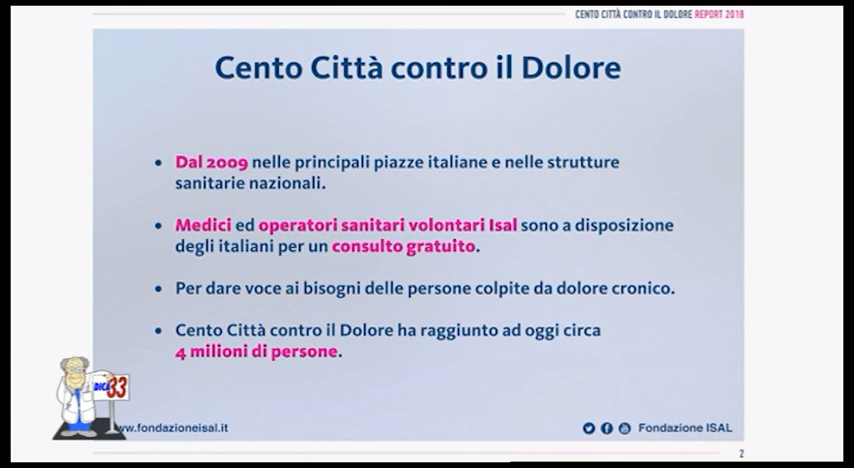 CENTO CITTÀ CONTRO IL DOLORE REPORT 2018
Cento Città contro il Dolore
• Dal 2009 nelle principali piazze italiane e nelle strutture
sanitarie nazionali.
• Medici ed operatori sanitari volontari Isal sono a disposizione
degli italiani per un consulto gratuito.
• Per dare voce ai bisogni delle persone colpite da dolore cronico.
• Cento Città contro il Dolore ha raggiunto ad oggi circa
4 milioni di persone.
DICA 33
ww.fondazioneisal.it
Fondazione ISAL
2